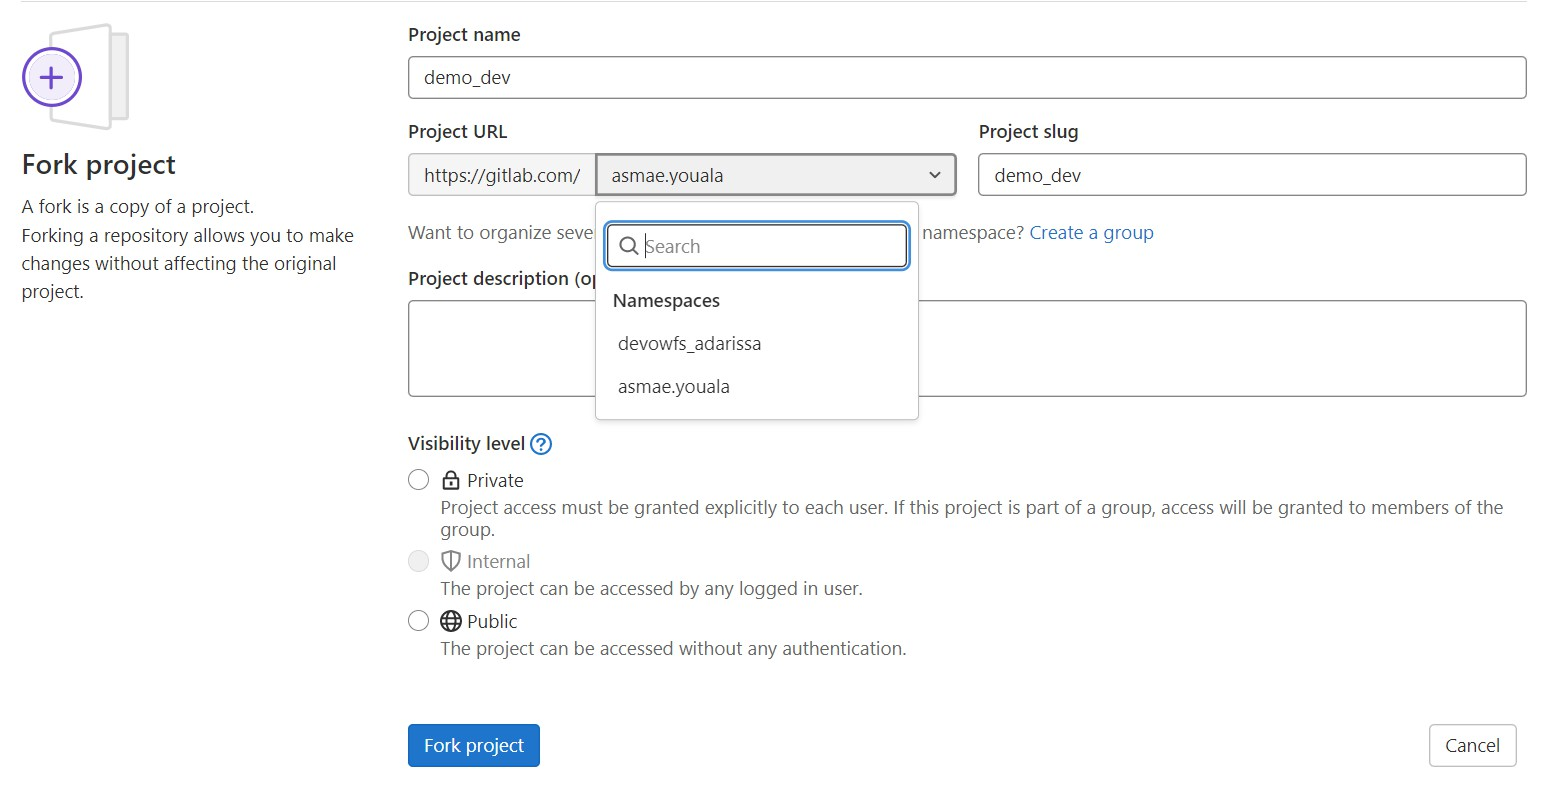 Fork project
A fork is a copy of a project.
Forking a repository allows you to make
changes without affecting the original
project.
Project name
demo_dev
Project URL
https://gitlab.com/
asmae.youala
Project slug
demo_dev
Want to organize seve
namespace? Create a group
Search
Namespaces
devowfs_adarissa
asmae.youala
Project description (op
Visibility level ?
Private
Project access must be granted explicitly to each user. If this project is part of a group, access will be granted to members of the
group.
Internal
The project can be accessed by any logged in user.
Public
The project can be accessed without any authentication.
Fork project
Cancel